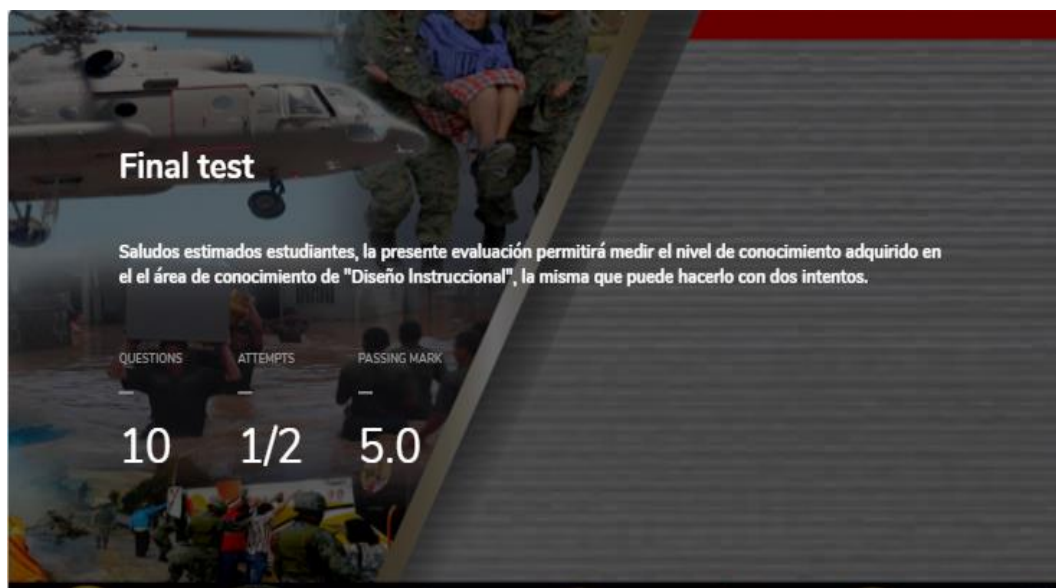 Final test
Saludos estimados estudiantes, la presente evaluación permitirá medir el nivel de conocimiento adquirido en
el el área de conocimiento de "Diseño Instruccional", la misma que puede hacerlo con dos intentos.
QUESTIONS ATTEMPTS PASSING MARK
10 1/2 5.0